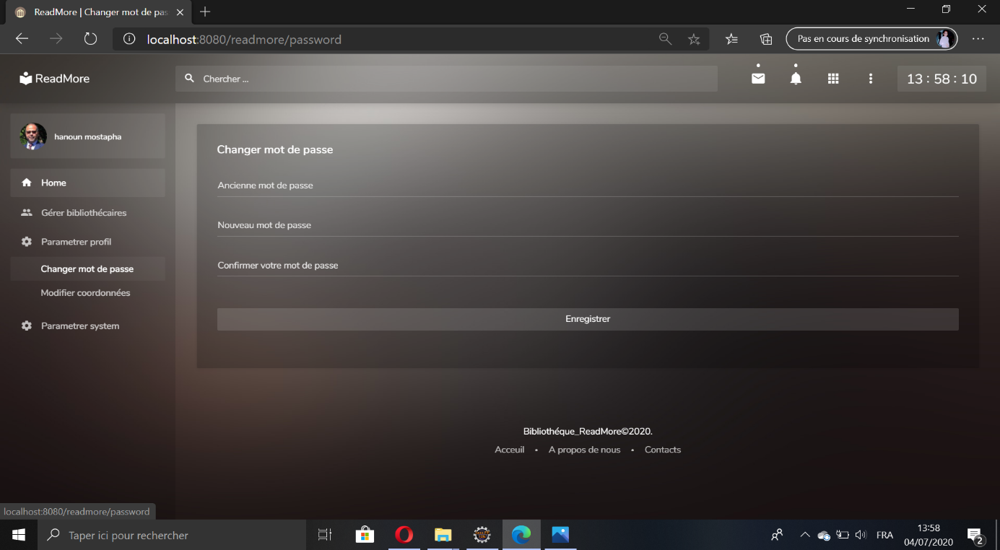 ReadMore | Changer mot de pas
localhost:8080/readmore/password
Pas en cours de synchronisation
ReadMore
Chercher ...
13 : 58 : 10
hanoun mostapha
Home
Gérer bibliothécaires
Parametrer profil
Changer mot de passe
Modifier coordonnées
Parametrer system
Changer mot de passe
Ancienne mot de passe
Nouveau mot de passe
Confirmer votre mot de passe
Enregistrer
Bibliothéque_ReadMore©2020.
Acceuil • A propos de nous • Contacts
localhost:8080/readmore/password
Taper ici pour rechercher
FRA
13:58
04/07/2020
2